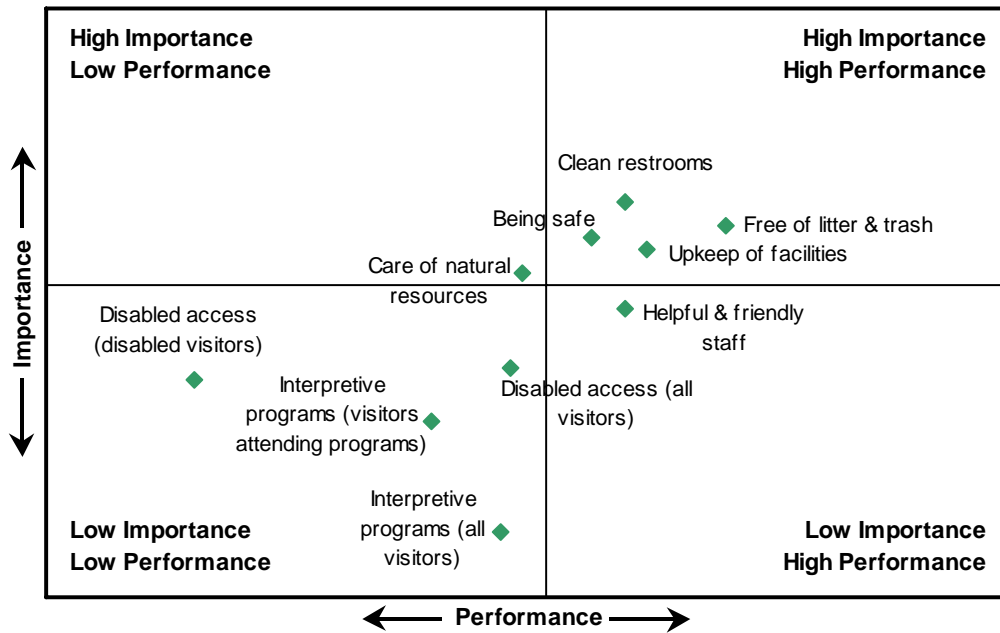 High Importance
Low Performance
High Importance
High Performance
Clean restrooms
Being safe
Free of litter & trash
Upkeep of facilities
Care of natural
resources
Importance
Disabled access
(disabled visitors)
Helpful & friendly
staff
Interpretive
programs (visitors
attending programs)
Disabled access (all
visitors)
Interpretive
programs (all
visitors)
Low Importance
Low Performance
Low Importance
High Performance
Performance